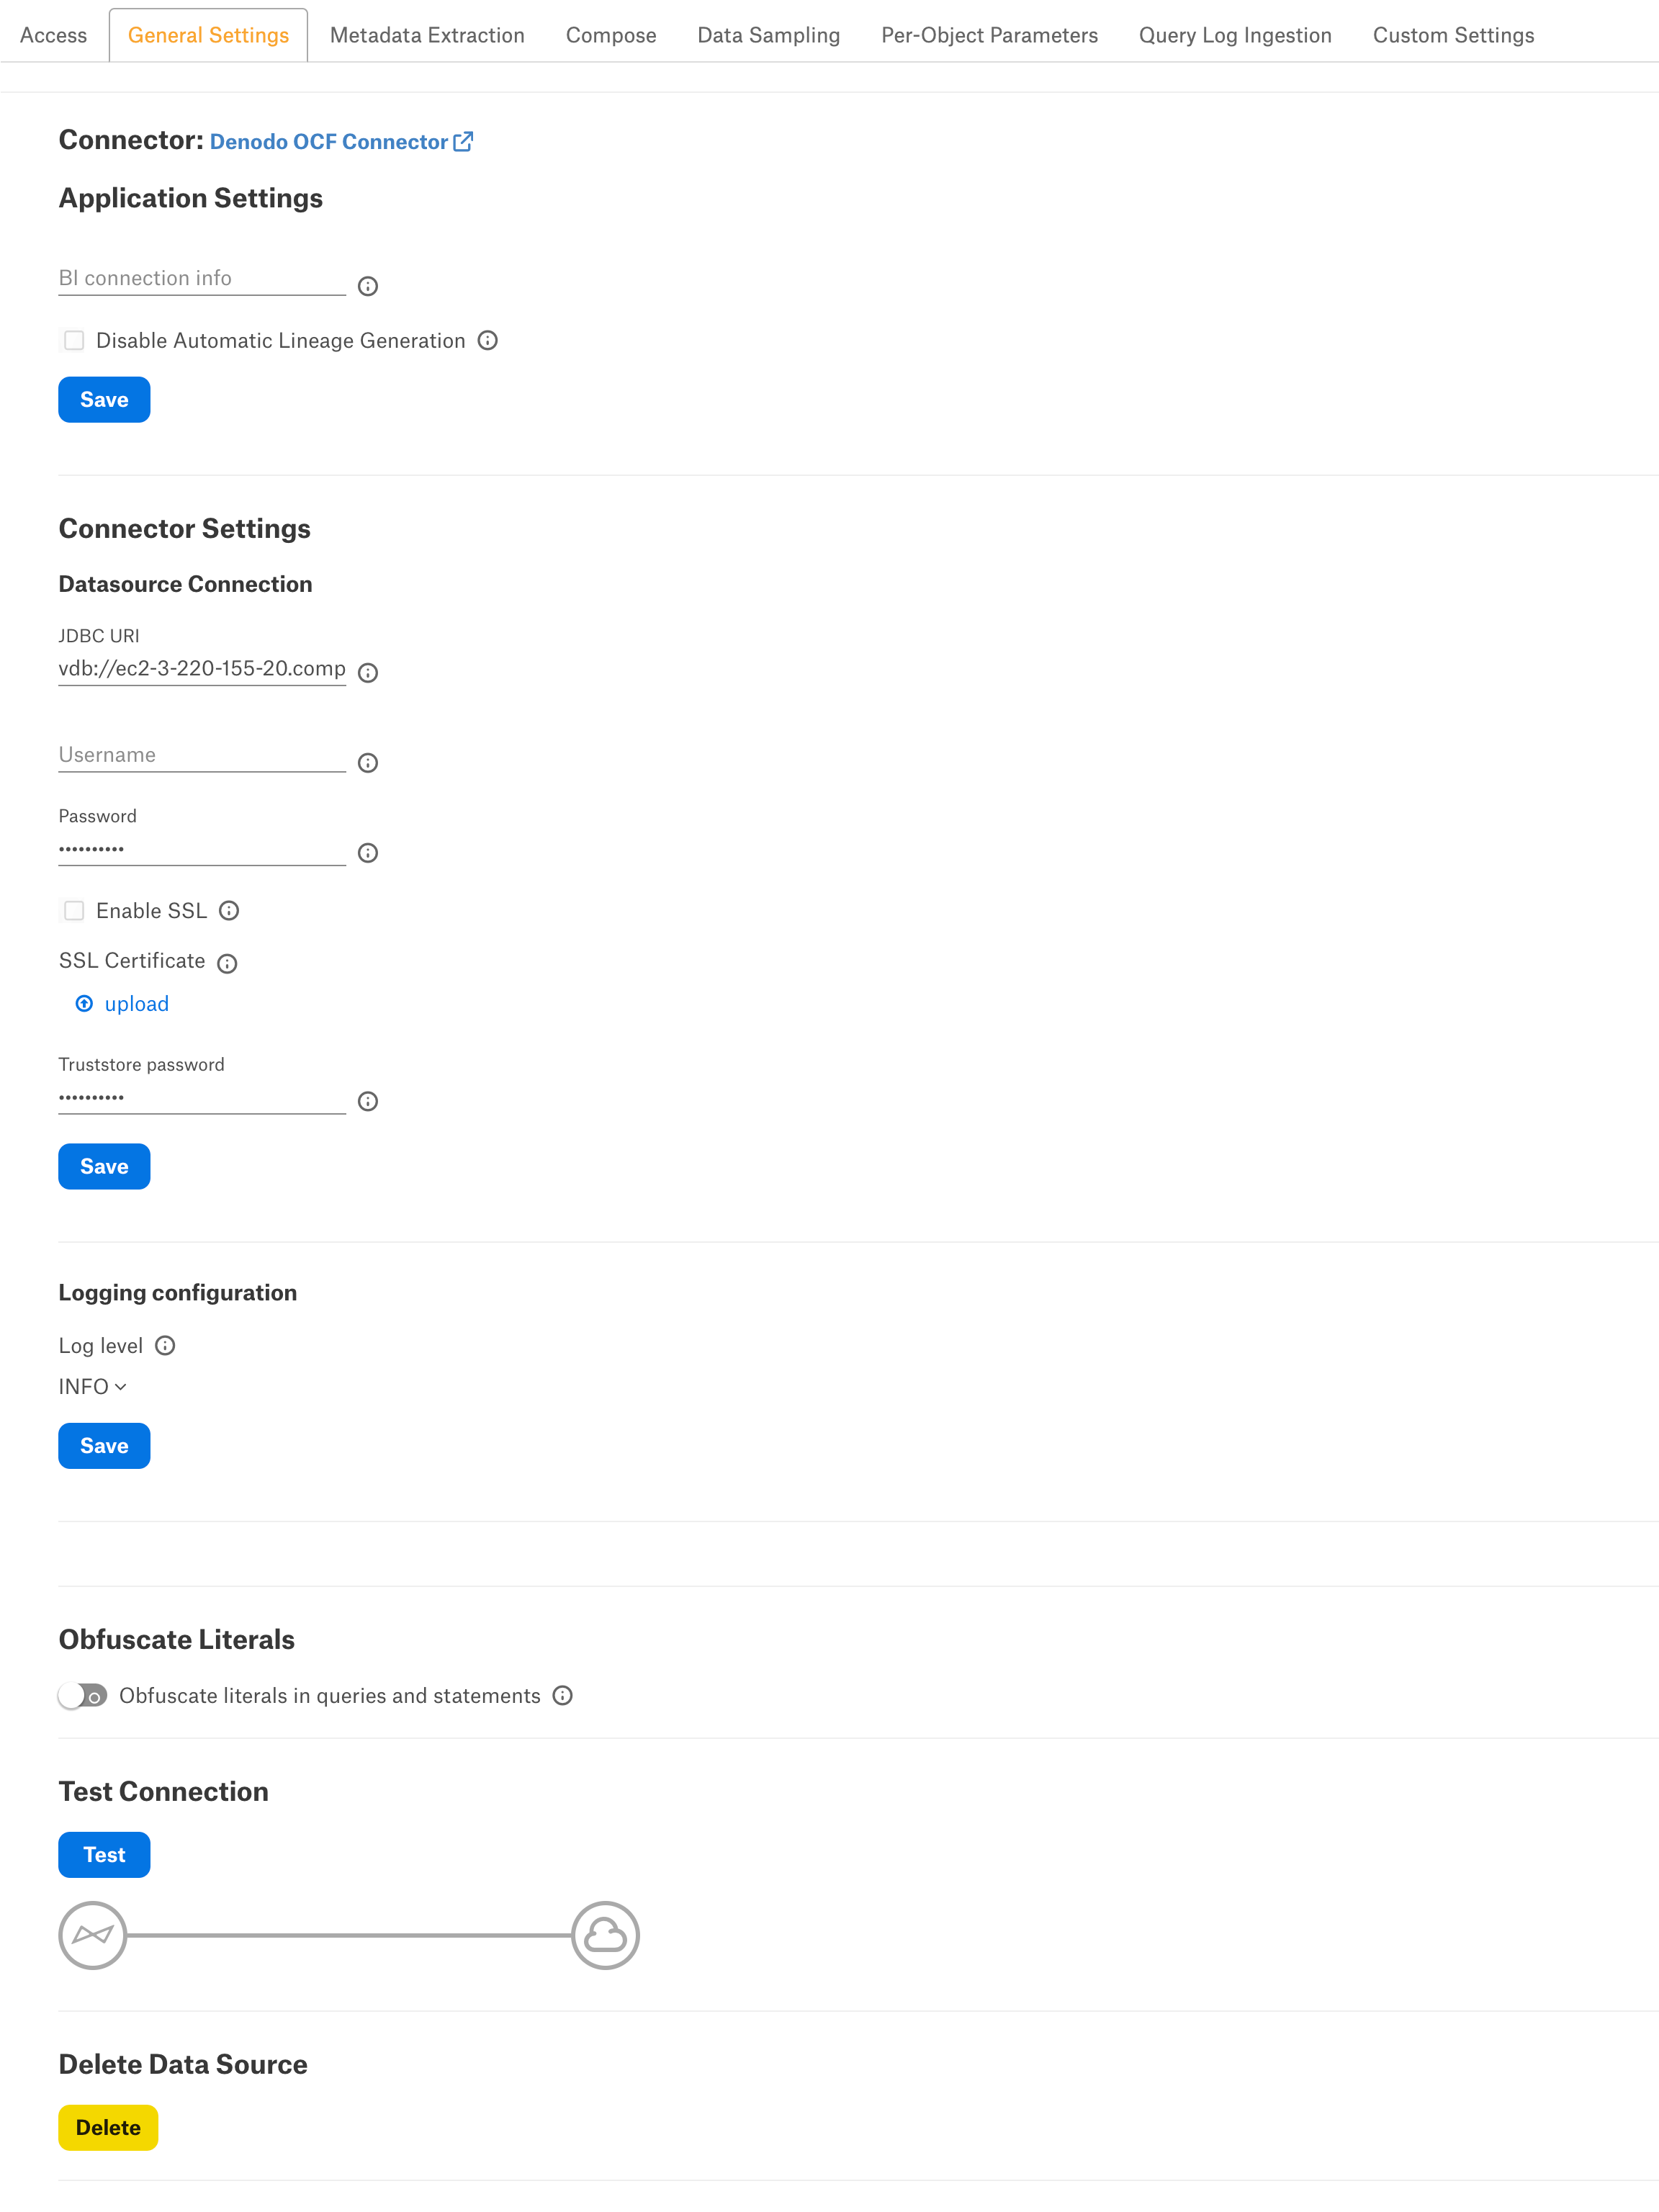 Access General Settings Metadata Extraction Compose Data Sampling Per-Object Parameters Query Log Ingestion Custom Settings
Connector: Denodo OCF Connector
Application Settings
BI connection info
Disable Automatic Lineage Generation
Save
Connector Settings
Datasource Connection
JDBC URI
vdb://ec2-3-220-155-20.comp
Username
Password
••••••••••
Enable SSL
SSL Certificate
upload
Truststore password
••••••••••
Save
Logging configuration
Log level
INFO
Save
Obfuscate Literals
Obfuscate literals in queries and statements
Test Connection
Test
Delete Data Source
Delete